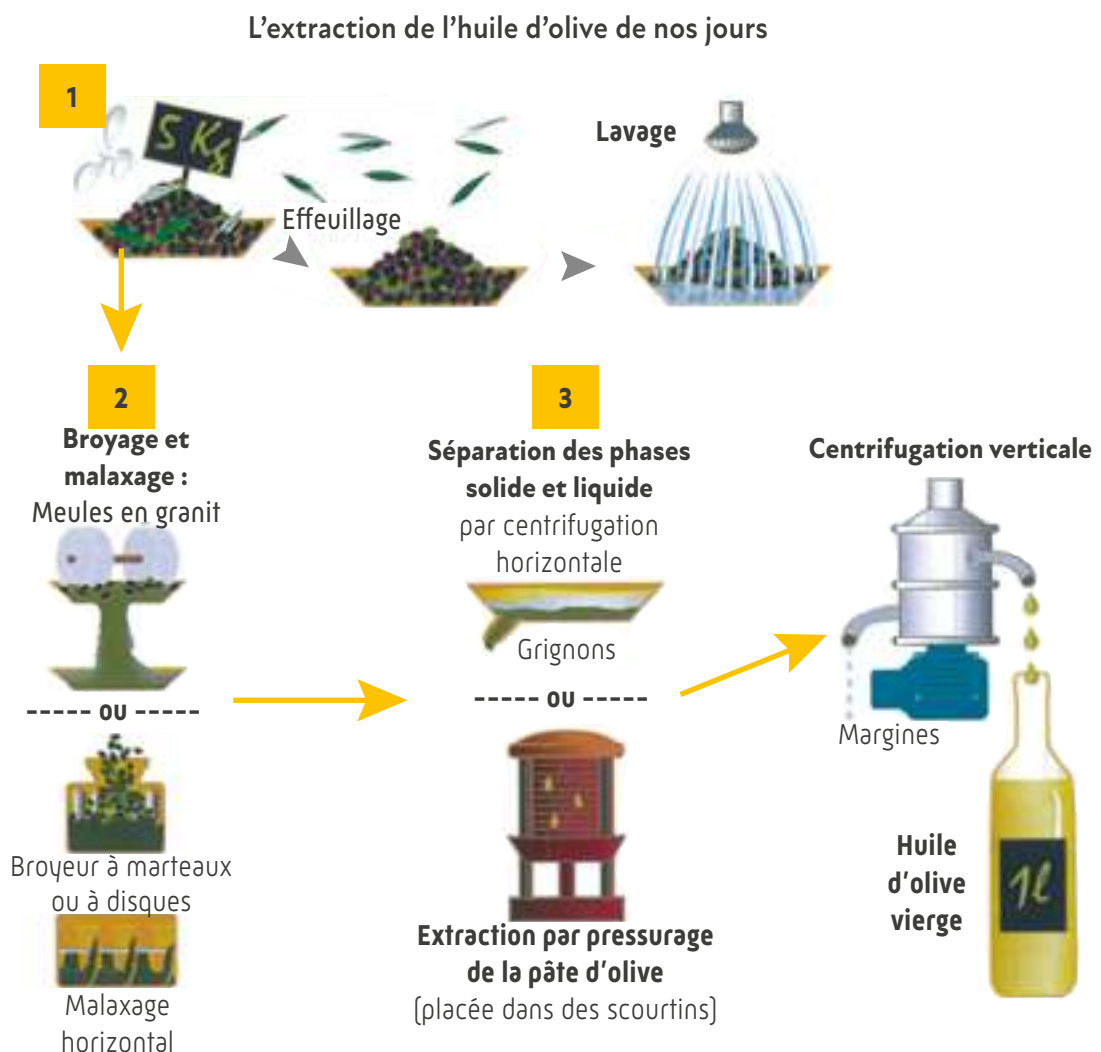 L'extraction de l'huile d'olive de nos jours
1
5 Kg
Effeuillage
Lavage
2
Broyage et
malaxage :
Meules en granit
----- OU -----
Broyeur à marteaux
ou à disques
Malaxage
horizontal
3
Séparation des phases
solide et liquide
par centrifugation
horizontale
Grignons
----- OU -----
Extraction par pressurage
de la pâte d'olive
(placée dans des scourtins)
Centrifugation verticale
Margines
Huile
d'olive
vierge
1l